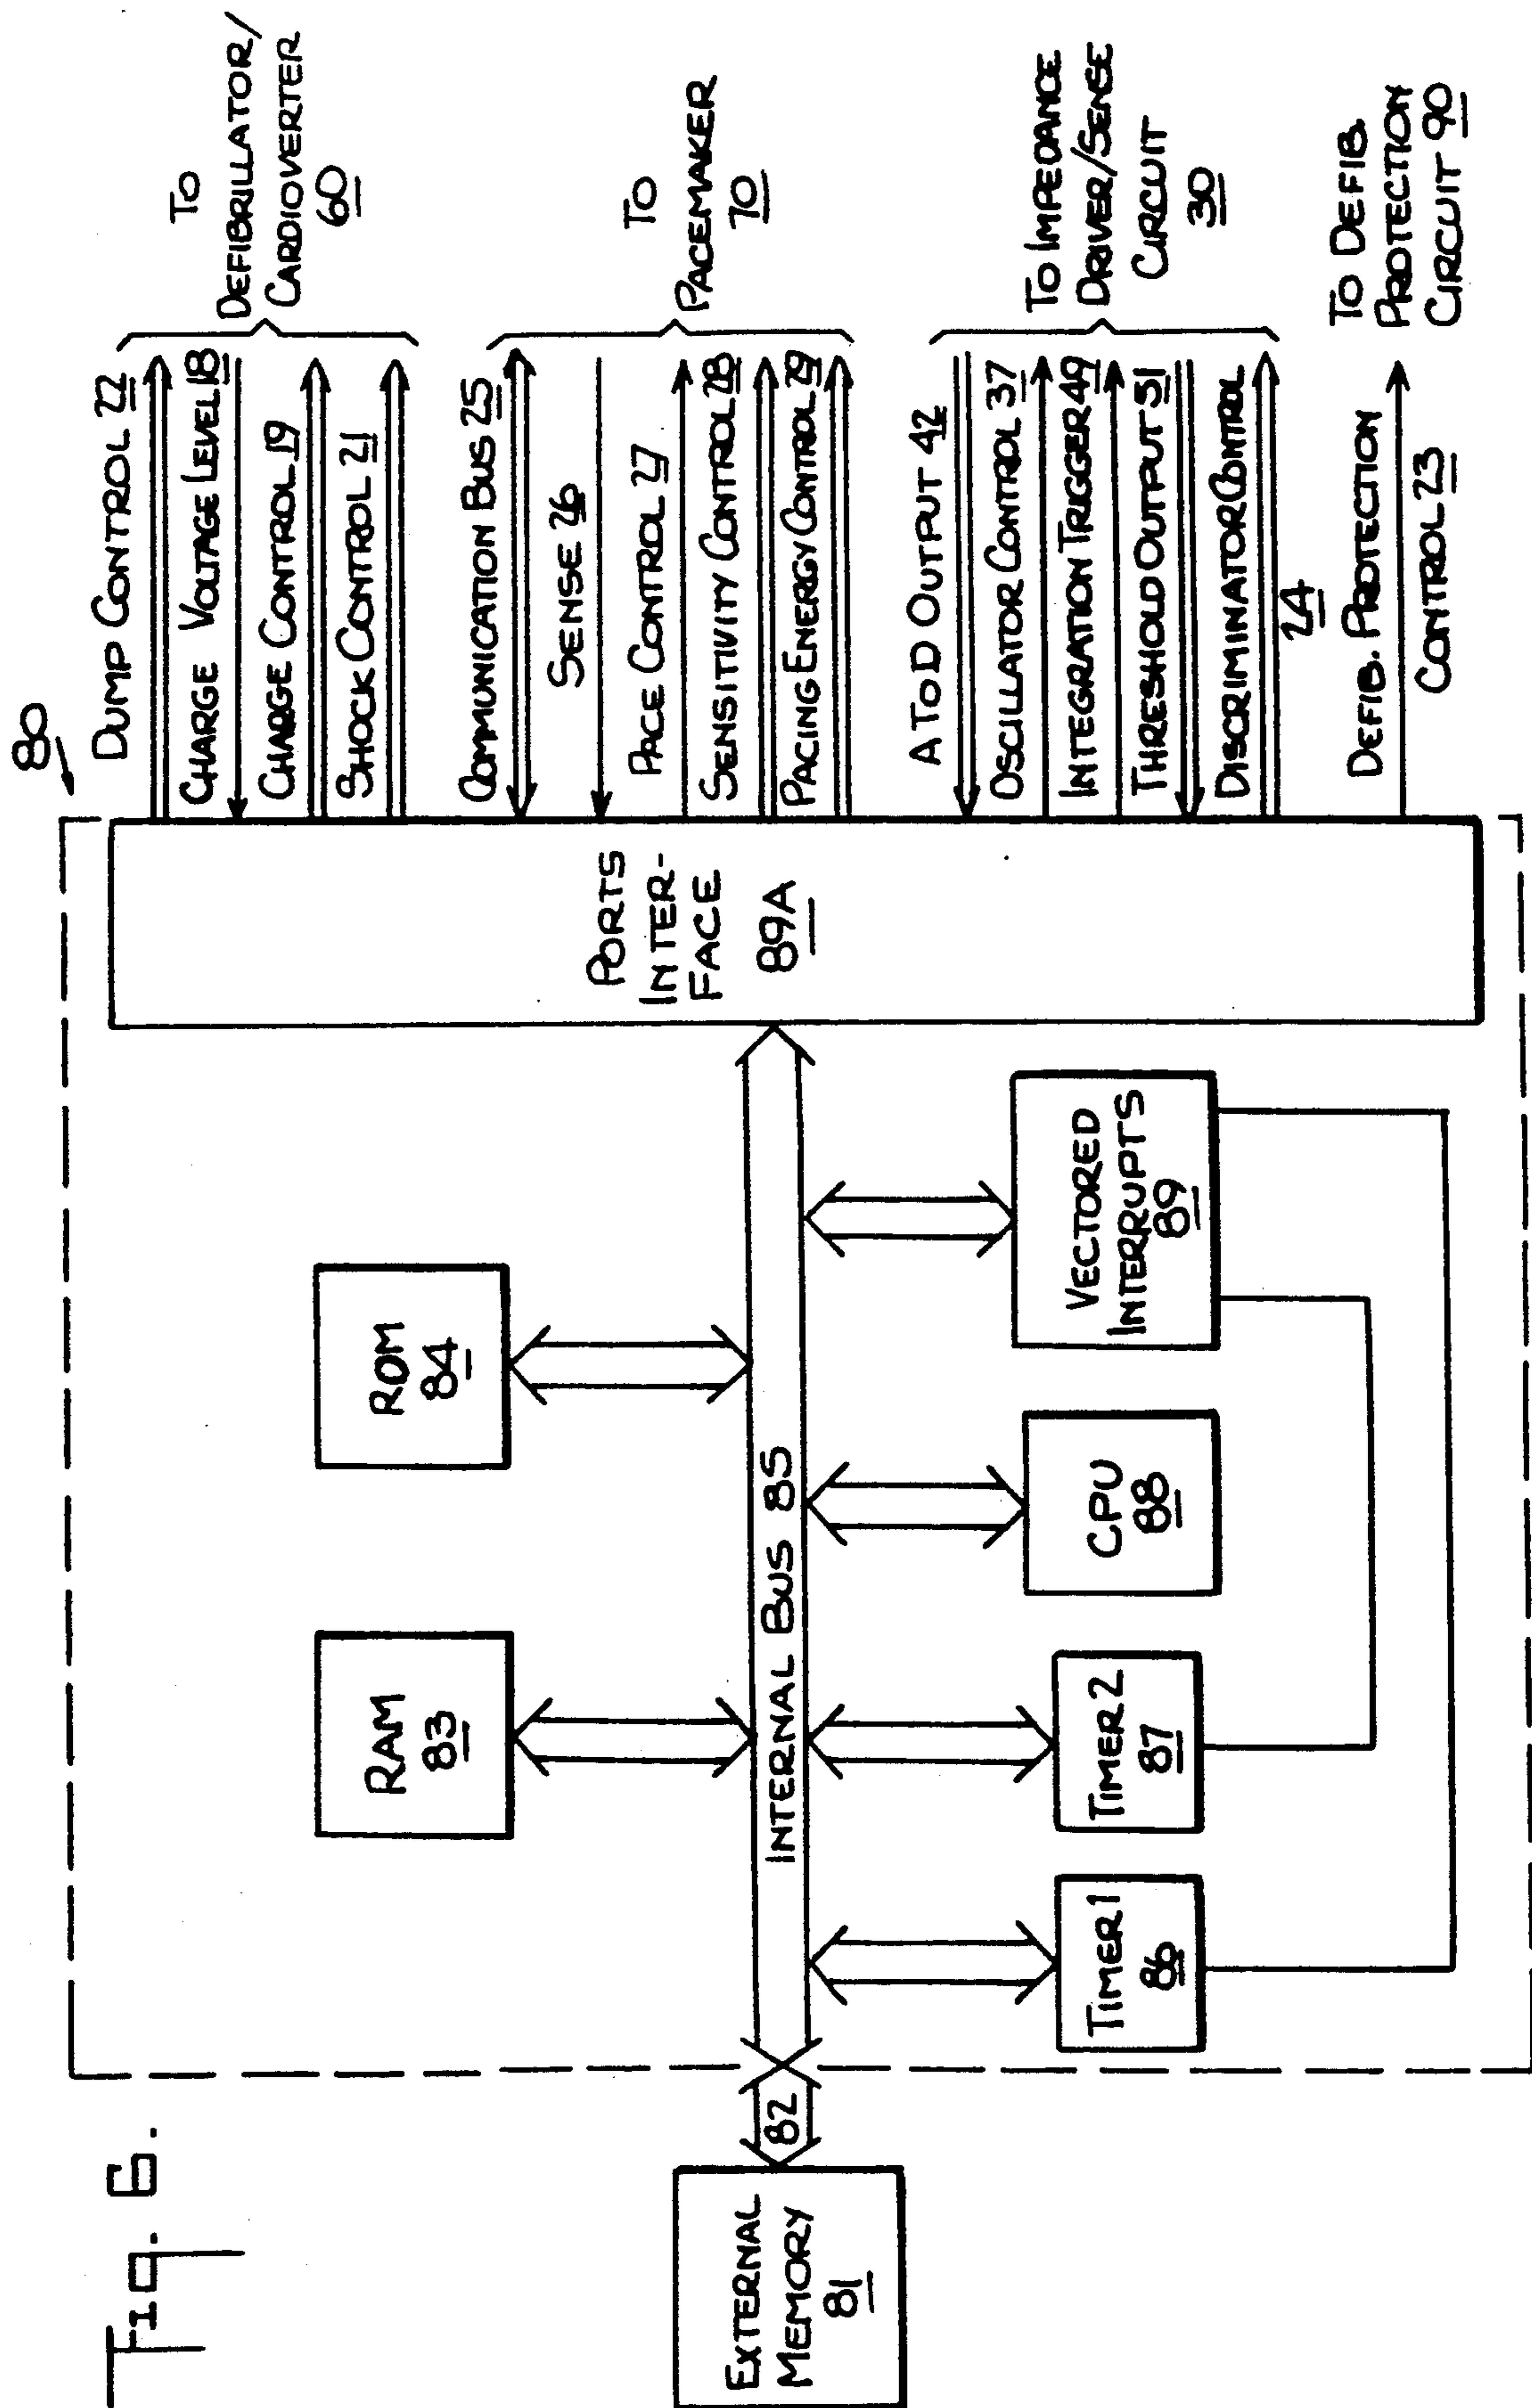 FIG. 6.
80
EXTERNAL
MEMORY
81
82
RAM
83
ROM
84
INTERNAL BUS 85
TIMER 1
86
TIMER 2
87
CPU
88
VECTORED
INTERRUPTS
89
PORTS
INTER-
FACE
89A
DUMP CONTROL 22
CHARGE VOLTAGE LEVEL 18
CHARGE CONTROL 19
SHOCK CONTROL 21
TO
DEFIBRILLATOR/
CARDIOVERTER
60
COMMUNICATION BUS 25
SENSE 26
PACE CONTROL 27
SENSITIVITY CONTROL 28
PACING ENERGY CONTROL 29
TO
PACEMAKER
70
A TO D OUTPUT 42
OSCILLATOR CONTROL 37
INTEGRATION TRIGGER 49
THRESHOLD OUTPUT 51
DISCRIMINATOR CONTROL
24
TO IMPEDANCE
DRIVER/SENSE
CIRCUIT
30
DEFIB. PROTECTION
CONTROL 23
TO DEFIB.
PROTECTION
CIRCUIT 90